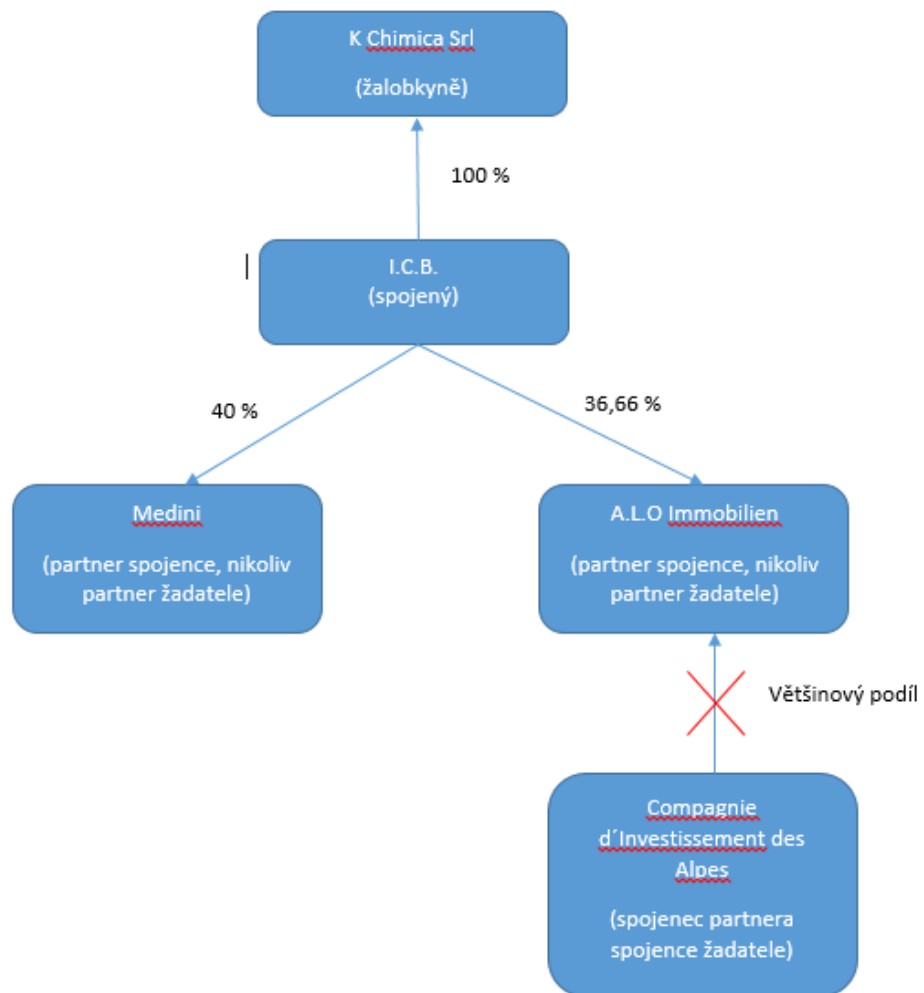 K Chimica Srl
(žalobkyně)
100 %
I.C.B.
(spojený)
40 %
36,66 %
Medini
(partner spojence, nikoliv
partner žadatele)
A.L.O Immobilien
(partner spojence, nikoliv
partner žadatele)
Většinový podíl
Compagnie
d´Investissement des
Alpes
(spojenec partnera
spojence žadatele)